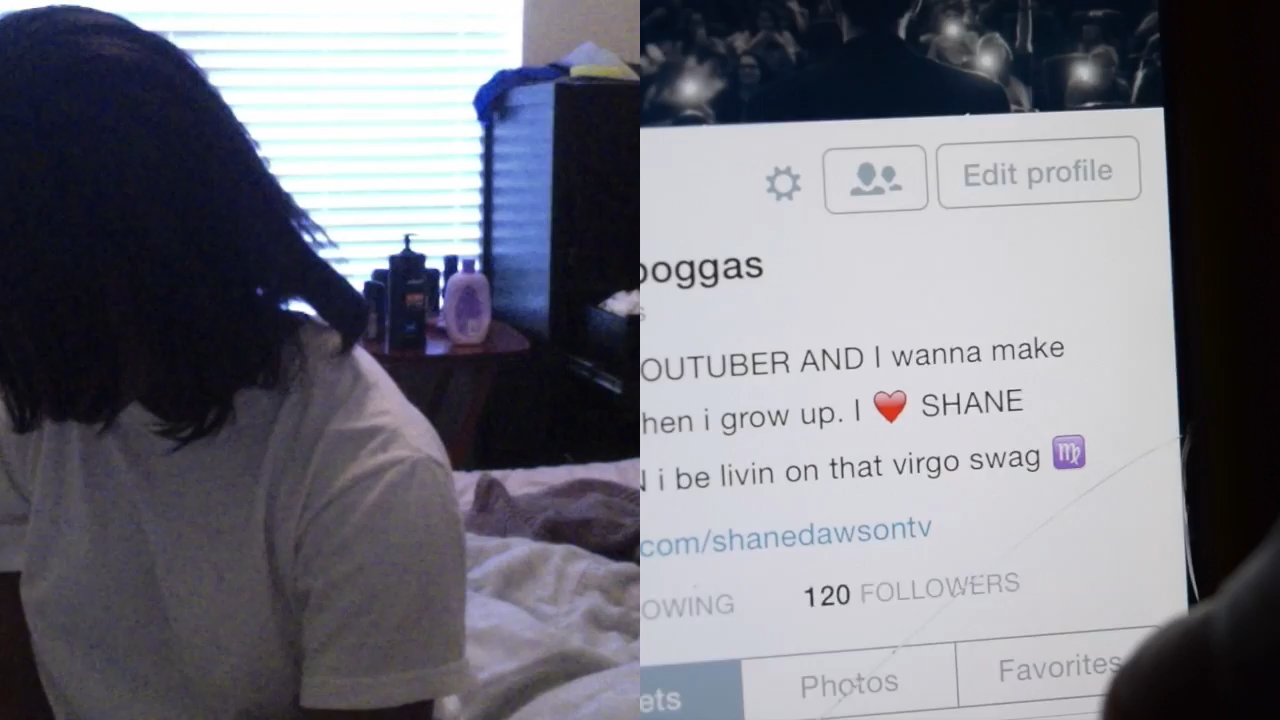 Edit profile
oggas
OUTUBER AND I wanna make
hen i grow up. I ❤️ SHANE
i be livin on that virgo swag ♍
.com/shanedawsontv
OWING 120 FOLLOWERS
ets Photos Favorites